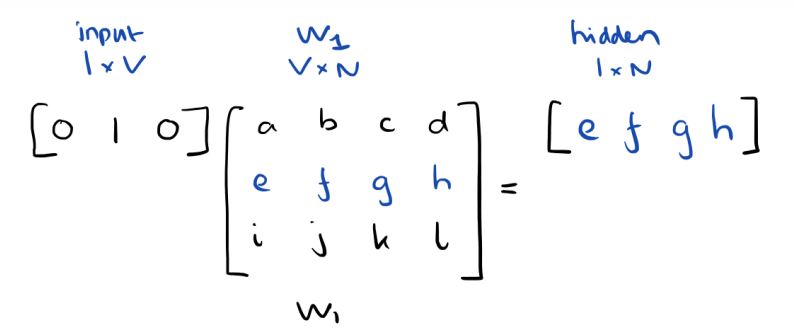 input W1 hidden
1×V V×N 1×N
[0 1 0] [a b c d [e f g h]
e f g h =
i j k l]
W1